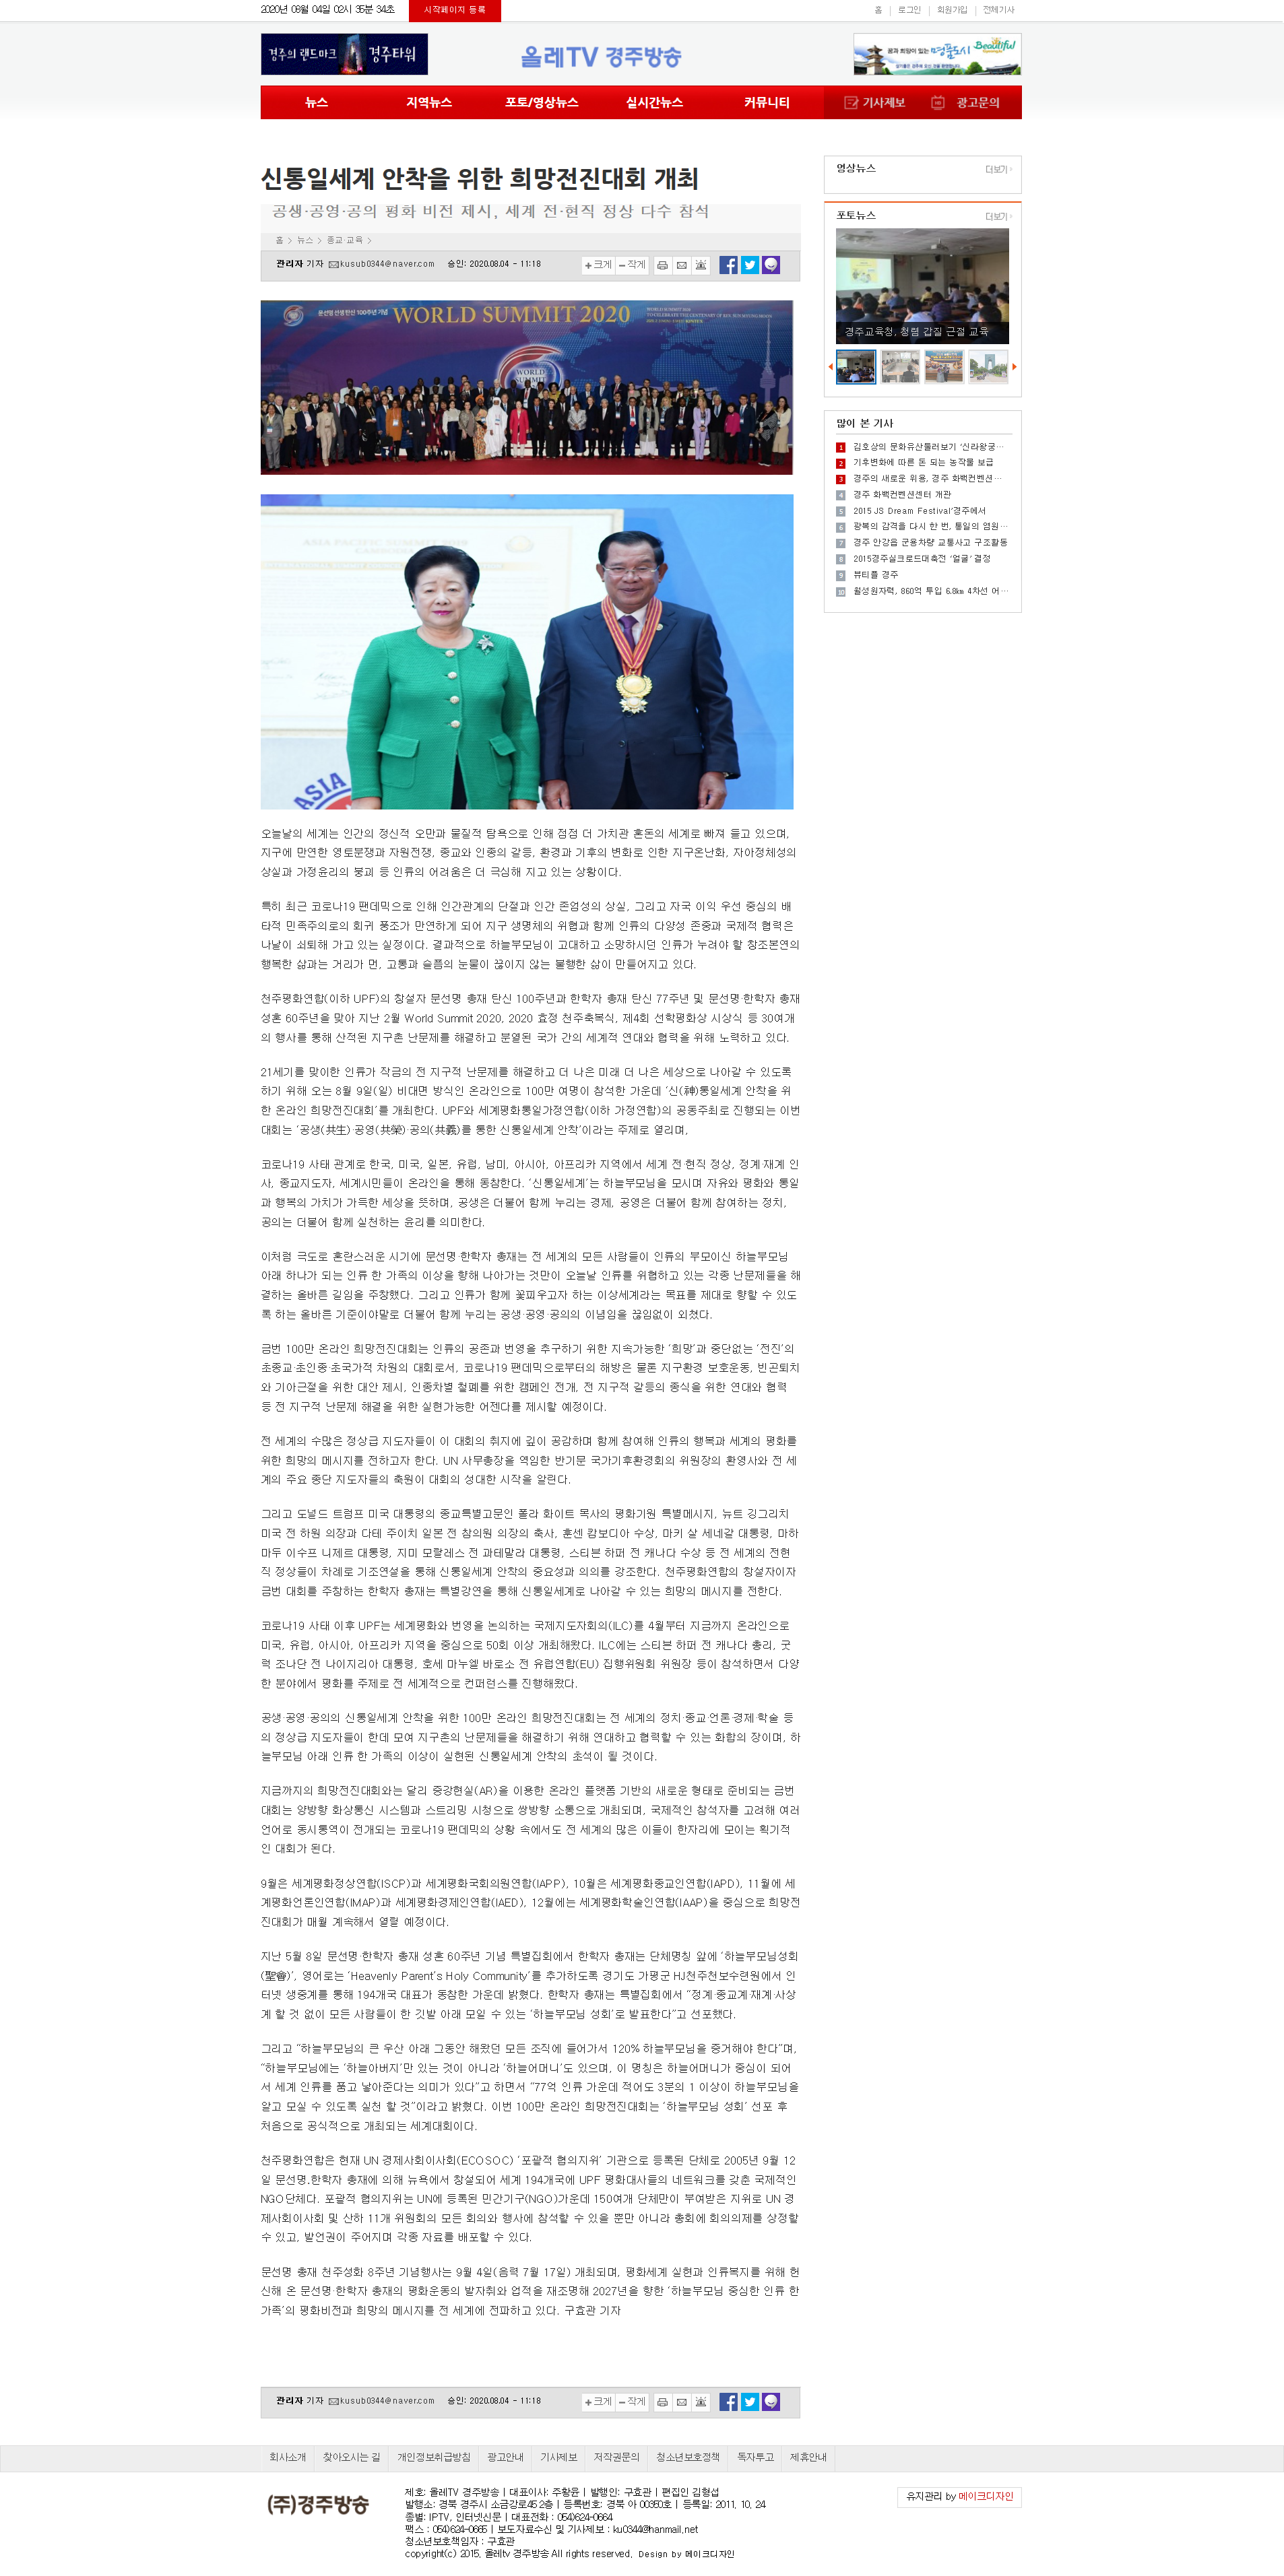 2020년 08월 04일 02시 35분 34초
시작페이지 등록
홈 | 로그인 | 회원가입 | 전체기사
경주의 랜드마크 경주타워
올레TV 경주방송
꿈과 희망이 있는 명품도시 Beautiful
뉴스 지역뉴스 포토/영상뉴스 실시간뉴스 커뮤니티 기사제보 광고문의
신통일세계 안착을 위한 희망전진대회 개최
공생·공영·공의 평화 비전 제시, 세계 전·현직 정상 다수 참석
홈 > 뉴스 > 종교·교육 >
관리자 기자 kusub0344@naver.com 승인: 2020.08.04 - 11:18
+ 크게 - 작게
문선명선생탄신 100주년 기념 WORLD SUMMIT 2020
WORLD SUMMIT 2020
ASIA PACIFIC SUMMIT 2019
CAMBODIA
ASIA
오늘날의 세계는 인간의 정신적 오만과 물질적 탐욕으로 인해 점점 더 가치관 혼돈의 세계로 빠져 들고 있으며,
지구에 만연한 영토분쟁과 자원전쟁, 종교와 인종의 갈등, 환경과 기후의 변화로 인한 지구온난화, 자아정체성의
상실과 가정윤리의 붕괴 등 인류의 어려움은 더 극심해 지고 있는 상황이다.
특히 최근 코로나19 팬데믹으로 인해 인간관계의 단절과 인간 존엄성의 상실, 그리고 자국 이익 우선 중심의 배
타적 민족주의로의 회귀 풍조가 만연하게 되어 지구 생명체의 위협과 함께 인류의 다양성 존중과 국제적 협력은
나날이 쇠퇴해 가고 있는 실정이다. 결과적으로 하늘부모님이 고대하고 소망하시던 인류가 누려야 할 창조본연의
행복한 삶과는 거리가 먼, 고통과 슬픔의 눈물이 끊이지 않는 불행한 삶이 만들어지고 있다.
천주평화연합(이하 UPF)의 창설자 문선명 총재 탄신 100주년과 한학자 총재 탄신 77주년 및 문선명·한학자 총재
성혼 60주년을 맞아 지난 2월 World Summit 2020, 2020 효정 천주축복식, 제4회 선학평화상 시상식 등 30여개
의 행사를 통해 산적된 지구촌 난문제를 해결하고 분열된 국가 간의 세계적 연대와 협력을 위해 노력하고 있다.
21세기를 맞이한 인류가 작금의 전 지구적 난문제를 해결하고 더 나은 미래 더 나은 세상으로 나아갈 수 있도록
하기 위해 오는 8월 9일(일) 비대면 방식인 온라인으로 100만 여명이 참석한 가운데 ‘신(神)통일세계 안착을 위
한 온라인 희망전진대회’를 개최한다. UPF와 세계평화통일가정연합(이하 가정연합)의 공동주최로 진행되는 이번
대회는 ‘공생(共生)·공영(共榮)·공의(共義)를 통한 신통일세계 안착’이라는 주제로 열리며,
코로나19 사태 관계로 한국, 미국, 일본, 유럽, 남미, 아시아, 아프리카 지역에서 세계 전·현직 정상, 정계·재계 인
사, 종교지도자, 세계시민들이 온라인을 통해 동참한다. ‘신통일세계’는 하늘부모님을 모시며 자유와 평화와 통일
과 행복의 가치가 가득한 세상을 뜻하며, 공생은 더불어 함께 누리는 경제, 공영은 더불어 함께 참여하는 정치,
공의는 더불어 함께 실천하는 윤리를 의미한다.
이처럼 극도로 혼란스러운 시기에 문선명·한학자 총재는 전 세계의 모든 사람들이 인류의 부모이신 하늘부모님
아래 하나가 되는 인류 한 가족의 이상을 향해 나아가는 것만이 오늘날 인류를 위협하고 있는 각종 난문제들을 해
결하는 올바른 길임을 주창했다. 그리고 인류가 함께 꽃피우고자 하는 이상세계라는 목표를 제대로 향할 수 있도
록 하는 올바른 기준이야말로 더불어 함께 누리는 공생·공영·공의의 이념임을 끊임없이 외쳤다.
금번 100만 온라인 희망전진대회는 인류의 공존과 번영을 추구하기 위한 지속가능한 ‘희망’과 중단없는 ‘전진’의
초종교·초인종·초국가적 차원의 대회로서, 코로나19 팬데믹으로부터의 해방은 물론 지구환경 보호운동, 빈곤퇴치
와 기아근절을 위한 대안 제시, 인종차별 철폐를 위한 캠페인 전개, 전 지구적 갈등의 종식을 위한 연대와 협력
등 전 지구적 난문제 해결을 위한 실현가능한 어젠다를 제시할 예정이다.
전 세계의 수많은 정상급 지도자들이 이 대회의 취지에 깊이 공감하며 함께 참여해 인류의 행복과 세계의 평화를
위한 희망의 메시지를 전하고자 한다. UN 사무총장을 역임한 반기문 국가기후환경회의 위원장의 환영사와 전 세
계의 주요 종단 지도자들의 축원이 대회의 성대한 시작을 알린다.
그리고 도널드 트럼프 미국 대통령의 종교특별고문인 폴라 화이트 목사의 평화기원 특별메시지, 뉴트 깅그리치
미국 전 하원 의장과 다테 주이치 일본 전 참의원 의장의 축사, 훈센 캄보디아 수상, 마키 살 세네갈 대통령, 마하
마두 이수프 니제르 대통령, 지미 모랄레스 전 과테말라 대통령, 스티븐 하퍼 전 캐나다 수상 등 전 세계의 전현
직 정상들이 차례로 기조연설을 통해 신통일세계 안착의 중요성과 의의를 강조한다. 천주평화연합의 창설자이자
금번 대회를 주창하는 한학자 총재는 특별강연을 통해 신통일세계로 나아갈 수 있는 희망의 메시지를 전한다.
코로나19 사태 이후 UPF는 세계평화와 번영을 논의하는 국제지도자회의(ILC)를 4월부터 지금까지 온라인으로
미국, 유럽, 아시아, 아프리카 지역을 중심으로 50회 이상 개최해왔다. ILC에는 스티븐 하퍼 전 캐나다 총리, 굿
럭 조나단 전 나이지리아 대통령, 호세 마누엘 바로소 전 유럽연합(EU) 집행위원회 위원장 등이 참석하면서 다양
한 분야에서 평화를 주제로 전 세계적으로 컨퍼런스를 진행해왔다.
공생·공영·공의의 신통일세계 안착을 위한 100만 온라인 희망전진대회는 전 세계의 정치·종교·언론·경제·학술 등
의 정상급 지도자들이 한데 모여 지구촌의 난문제들을 해결하기 위해 연대하고 협력할 수 있는 화합의 장이며, 하
늘부모님 아래 인류 한 가족의 이상이 실현된 신통일세계 안착의 초석이 될 것이다.
지금까지의 희망전진대회와는 달리 증강현실(AR)을 이용한 온라인 플랫폼 기반의 새로운 형태로 준비되는 금번
대회는 양방향 화상통신 시스템과 스트리밍 시청으로 쌍방향 소통으로 개최되며, 국제적인 참석자를 고려해 여러
언어로 동시통역이 전개되는 코로나19 팬데믹의 상황 속에서도 전 세계의 많은 이들이 한자리에 모이는 획기적
인 대회가 된다.
9월은 세계평화정상연합(ISCP)과 세계평화국회의원연합(IAPP), 10월은 세계평화종교인연합(IAPD), 11월에 세
계평화언론인연합(IMAP)과 세계평화경제인연합(IAED), 12월에는 세계평화학술인연합(IAAP)을 중심으로 희망전
진대회가 매월 계속해서 열릴 예정이다.
지난 5월 8일 문선명·한학자 총재 성혼 60주년 기념 특별집회에서 한학자 총재는 단체명칭 앞에 ‘하늘부모님성회
(聖會)’, 영어로는 ‘Heavenly Parent’s Holy Community’를 추가하도록 경기도 가평군 HJ천주천보수련원에서 인
터넷 생중계를 통해 194개국 대표가 동참한 가운데 밝혔다. 한학자 총재는 특별집회에서 “정계·종교계·재계·사상
계 할 것 없이 모든 사람들이 한 깃발 아래 모일 수 있는 ‘하늘부모님 성회’로 발표한다”고 선포했다.
그리고 “하늘부모님의 큰 우산 아래 그동안 해왔던 모든 조직에 들어가서 120% 하늘부모님을 증거해야 한다”며,
“하늘부모님에는 ‘하늘아버지’만 있는 것이 아니라 ‘하늘어머니’도 있으며, 이 명칭은 하늘어머니가 중심이 되어
서 세계 인류를 품고 낳아준다는 의미가 있다”고 하면서 “77억 인류 가운데 적어도 3분의 1 이상이 하늘부모님을
알고 모실 수 있도록 실천 할 것”이라고 밝혔다. 이번 100만 온라인 희망전진대회는 ‘하늘부모님 성회’ 선포 후
처음으로 공식적으로 개최되는 세계대회이다.
천주평화연합은 현재 UN 경제사회이사회(ECOSOC) ‘포괄적 협의지위’ 기관으로 등록된 단체로 2005년 9월 12
일 문선명.한학자 총재에 의해 뉴욕에서 창설되어 세계 194개국에 UPF 평화대사들의 네트워크를 갖춘 국제적인
NGO단체다. 포괄적 협의지위는 UN에 등록된 민간기구(NGO)가운데 150여개 단체만이 부여받은 지위로 UN 경
제사회이사회 및 산하 11개 위원회의 모든 회의와 행사에 참석할 수 있을 뿐만 아니라 총회에 회의의제를 상정할
수 있고, 발언권이 주어지며 각종 자료를 배포할 수 있다.
문선명 총재 천주성화 8주년 기념행사는 9월 4일(음력 7월 17일) 개최되며, 평화세계 실현과 인류복지를 위해 헌
신해 온 문선명·한학자 총재의 평화운동의 발자취와 업적을 재조명해 2027년을 향한 ‘하늘부모님 중심한 인류 한
가족’의 평화비전과 희망의 메시지를 전 세계에 전파하고 있다. 구효관 기자
관리자 기자 kusub0344@naver.com 승인: 2020.08.04 - 11:18
+ 크게 - 작게
영상뉴스 더보기
포토뉴스 더보기
경주교육청, 청렴 갑질 근절 교육
많이 본 기사
1 김호상의 문화유산둘러보기 ‘신라왕궁…
2 기후변화에 따른 돈 되는 농작물 보급
3 경주의 새로운 위용, 경주 화백컨벤션…
4 경주 화백컨벤션센터 개관
5 2015 JS Dream Festival’경주에서
6 광복의 감격을 다시 한 번, 통일의 염원…
7 경주 안강읍 군용차량 교통사고 구조활동
8 2015경주실크로드대축전 ‘얼굴’ 결정
9 뷰티플 경주
10 월성원자력, 860억 투입 6.8㎞ 4차선 어…
회사소개 찾아오시는 길 개인정보취급방침 광고안내 기사제보 저작권문의 청소년보호정책 독자투고 제휴안내
(주)경주방송
제호: 올레TV 경주방송 | 대표이사: 주황윤 | 발행인: 구효관 | 편집인 김형섭
발행소: 경북 경주시 소금강로45 2층 | 등록번호: 경북 아 00350호 | 등록일: 2011, 10, 24
종별: IPTV, 인터넷신문 | 대표전화 : 054)624-0664
팩스 : 054)624-0665 | 보도자료수신 및 기사제보 : ku0344@hanmail.net
청소년보호책임자 : 구효관
copyright(c) 2015, 올레tv 경주방송 All rights reserved. Design by 메이크디자인
유지관리 by 메이크디자인